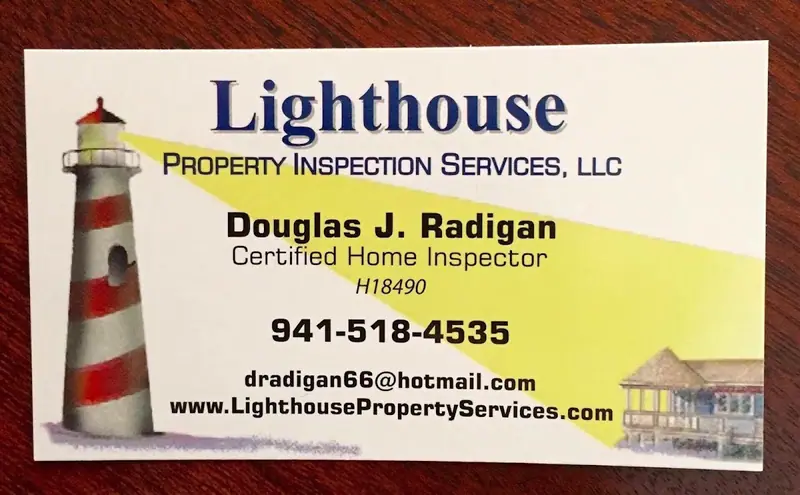 Lighthouse
PROPERTY INSPECTION SERVICES, LLC
Douglas J. Radigan
Certified Home Inspector
H18490
941-518-4535
dradigan66@hotmail.com
www.LighthousePropertyServices.com